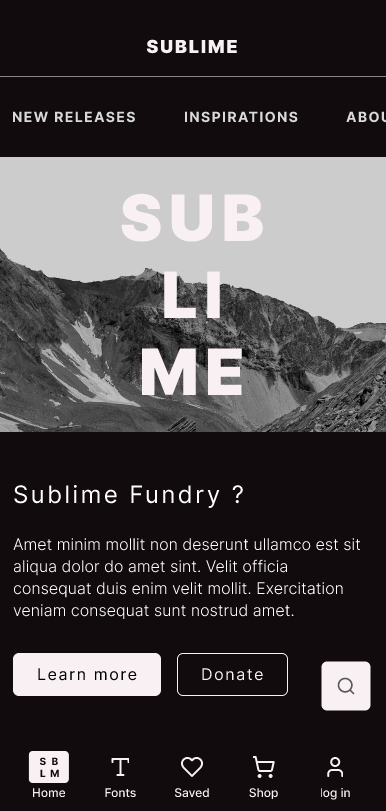 SUBLIME
NEW RELEASES INSPIRATIONS ABOU
SUB
LI
ME
Sublime Fundry ?
Amet minim mollit non deserunt ullamco est sit
aliqua dolor do amet sint. Velit officia
consequat duis enim velit mollit. Exercitation
veniam consequat sunt nostrud amet.
Learn more Donate
S B
L M
Home Fonts Saved Shop log in